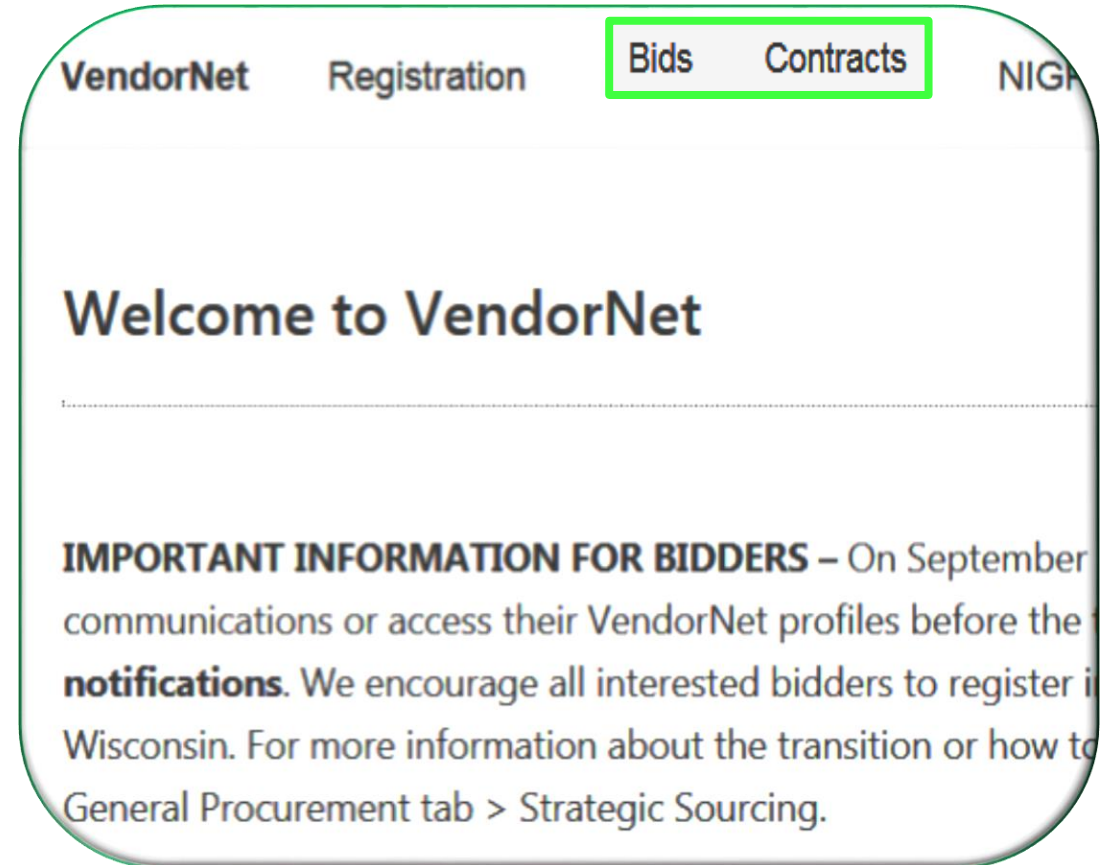 VendorNet Registration Bids Contracts
Welcome to VendorNet
IMPORTANT INFORMATION FOR BIDDERS – On September
communications or access their VendorNet profiles before the
notifications. We encourage all interested bidders to register
Wisconsin. For more information about the transition or how to
General Procurement tab > Strategic Sourcing.